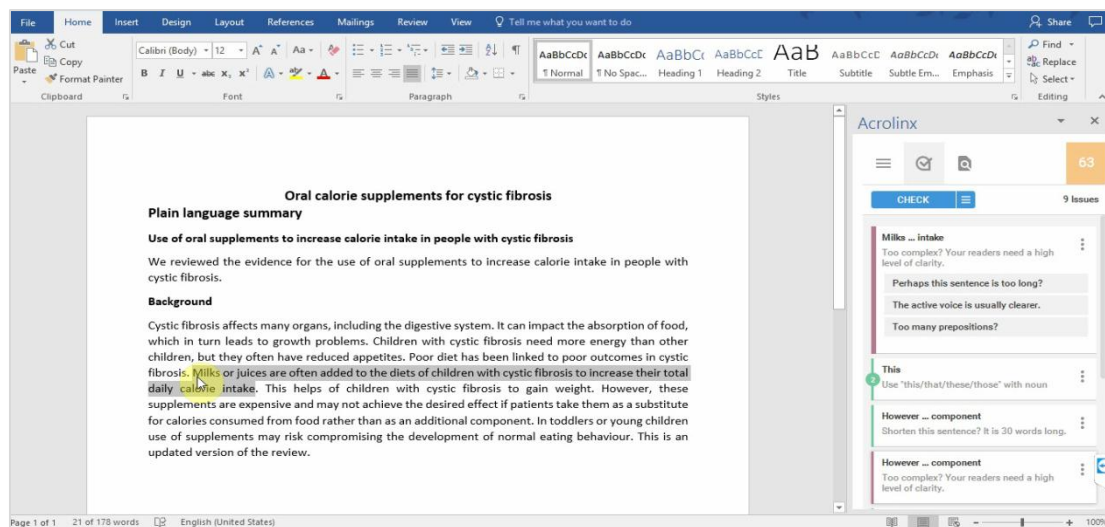 File Home Insert Design Layout References Mailings Review View Tell me what you want to do Share
Cut
Copy
Format Painter
Paste
Calibri (Body) 12 A A Aa
B I U abc x, x² A A
AaBbCcDc AaBbCcDc AaBbC AaBbCcE AaB AaBbCcD AaBbCcDt AaBbCcDt
¶ Normal ¶ No Spac... Heading 1 Heading 2 Title Subtitle Subtle Em... Emphasis
Find
Replace
Select
Clipboard Font Paragraph Styles Editing
Oral calorie supplements for cystic fibrosis
Plain language summary
Use of oral supplements to increase calorie intake in people with cystic fibrosis
We reviewed the evidence for the use of oral supplements to increase calorie intake in people with
cystic fibrosis.
Background
Cystic fibrosis affects many organs, including the digestive system. It can impact the absorption of food,
which in turn leads to growth problems. Children with cystic fibrosis need more energy than other
children, but they often have reduced appetites. Poor diet has been linked to poor outcomes in cystic
fibrosis. Milks or juices are often added to the diets of children with cystic fibrosis to increase their total
daily calorie intake. This helps of children with cystic fibrosis to gain weight. However, these
supplements are expensive and may not achieve the desired effect if patients take them as a substitute
for calories consumed from food rather than as an additional component. In toddlers or young children
use of supplements may risk compromising the development of normal eating behaviour. This is an
updated version of the review.
Acrolinx
63
CHECK
9 Issues
Milks ... intake
Too complex? Your readers need a high
level of clarity.
Perhaps this sentence is too long?
The active voice is usually clearer.
Too many prepositions?
2
This
Use "this/that/these/those" with noun
However ... component
Shorten this sentence? It is 30 words long.
However ... component
Too complex? Your readers need a high
level of clarity.
Page 1 of 1 21 of 178 words English (United States) 100%